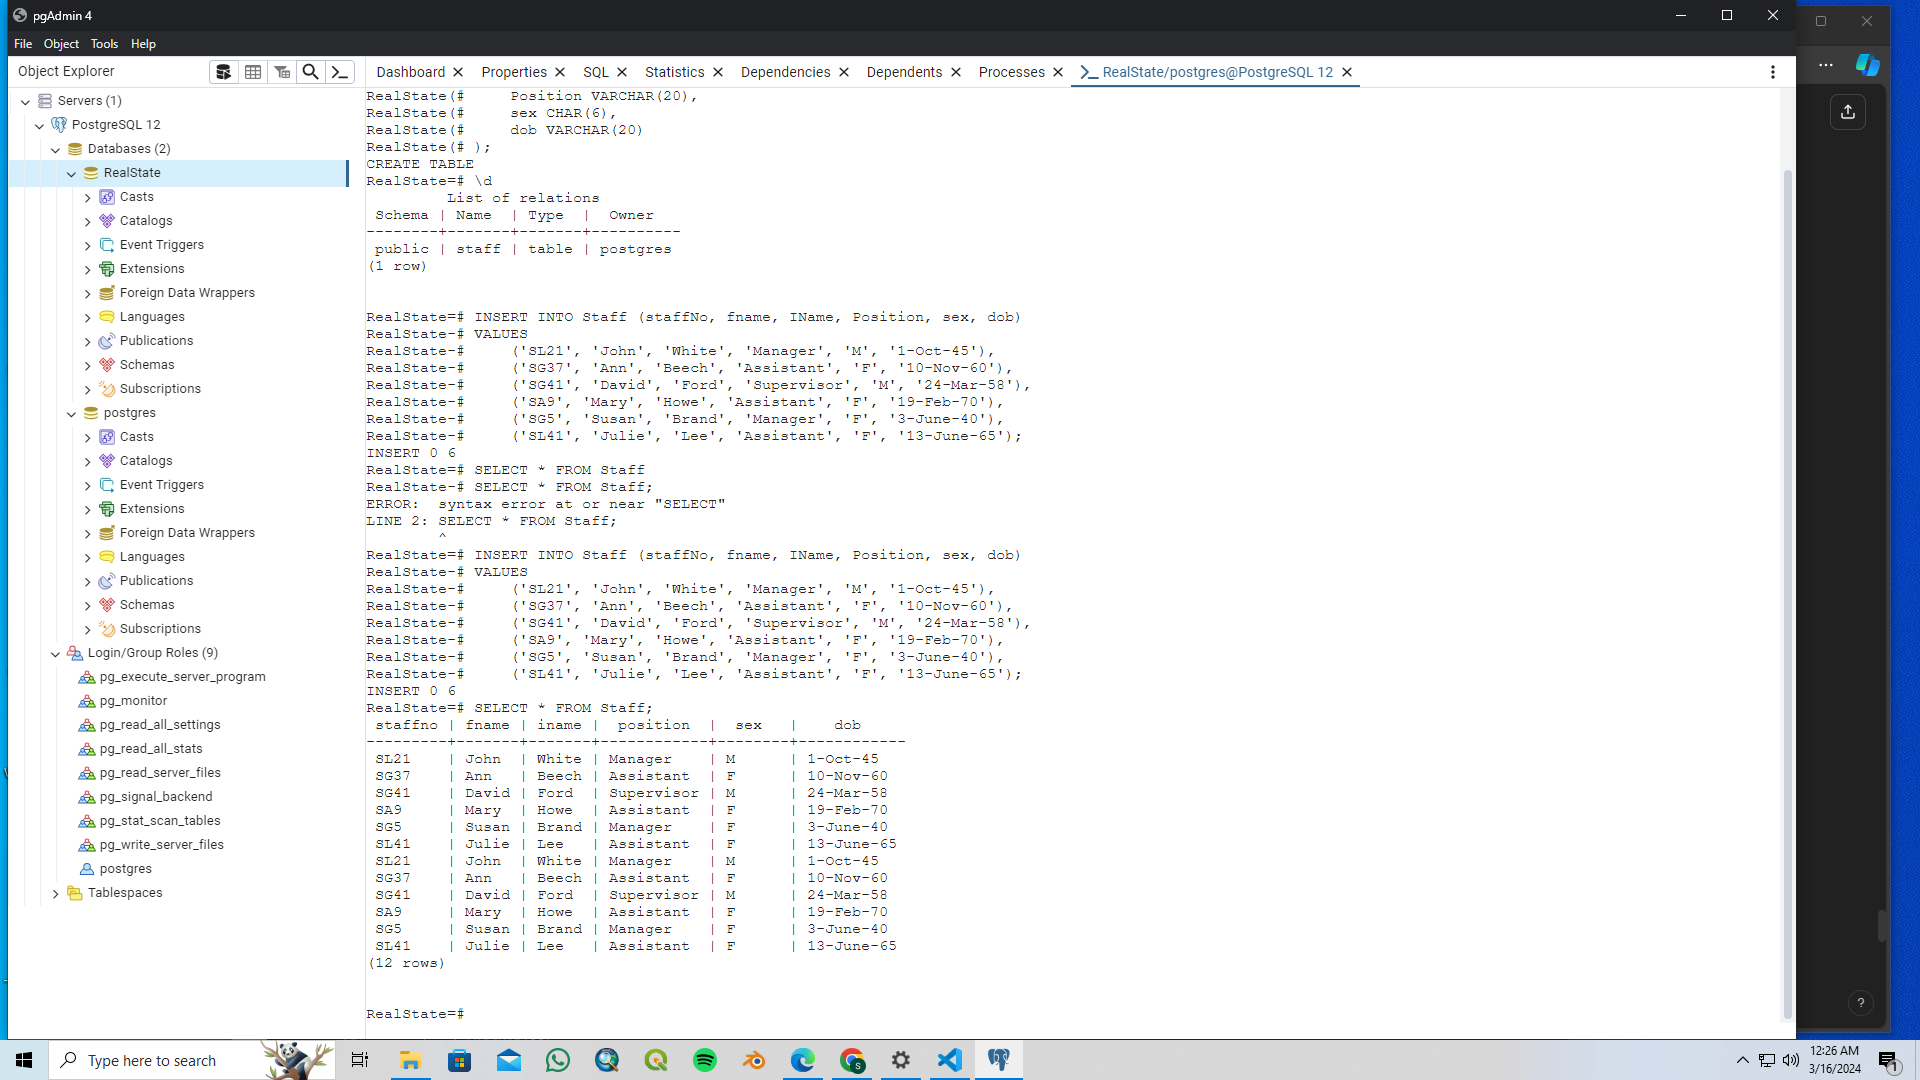 pgAdmin 4
File Object Tools Help
Object Explorer
Dashboard Properties SQL Statistics Dependencies Dependents Processes RealState/postgres@PostgreSQL 12
Servers (1)
PostgreSQL 12
Databases (2)
RealState
Casts
Catalogs
Event Triggers
Extensions
Foreign Data Wrappers
Languages
Publications
Schemas
Subscriptions
postgres
Casts
Catalogs
Event Triggers
Extensions
Foreign Data Wrappers
Languages
Publications
Schemas
Subscriptions
Login/Group Roles (9)
pg_execute_server_program
pg_monitor
pg_read_all_settings
pg_read_all_stats
pg_read_server_files
pg_signal_backend
pg_stat_scan_tables
pg_write_server_files
postgres
Tablespaces
RealState(#     Position VARCHAR(20),
RealState(#     sex CHAR(6),
RealState(#     dob VARCHAR(20)
RealState(# );
CREATE TABLE
RealState=# \d
         List of relations
 Schema | Name  | Type  |  Owner
--------+-------+-------+----------
 public | staff | table | postgres
(1 row)
RealState=# INSERT INTO Staff (staffNo, fname, IName, Position, sex, dob)
RealState-# VALUES
RealState-#     ('SL21', 'John', 'White', 'Manager', 'M', '1-Oct-45'),
RealState-#     ('SG37', 'Ann', 'Beech', 'Assistant', 'F', '10-Nov-60'),
RealState-#     ('SG41', 'David', 'Ford', 'Supervisor', 'M', '24-Mar-58'),
RealState-#     ('SA9', 'Mary', 'Howe', 'Assistant', 'F', '19-Feb-70'),
RealState-#     ('SG5', 'Susan', 'Brand', 'Manager', 'F', '3-June-40'),
RealState-#     ('SL41', 'Julie', 'Lee', 'Assistant', 'F', '13-June-65');
INSERT 0 6
RealState=# SELECT * FROM Staff
RealState-# SELECT * FROM Staff;
ERROR:  syntax error at or near "SELECT"
LINE 2: SELECT * FROM Staff;
        ^
RealState=# INSERT INTO Staff (staffNo, fname, IName, Position, sex, dob)
RealState-# VALUES
RealState-#     ('SL21', 'John', 'White', 'Manager', 'M', '1-Oct-45'),
RealState-#     ('SG37', 'Ann', 'Beech', 'Assistant', 'F', '10-Nov-60'),
RealState-#     ('SG41', 'David', 'Ford', 'Supervisor', 'M', '24-Mar-58'),
RealState-#     ('SA9', 'Mary', 'Howe', 'Assistant', 'F', '19-Feb-70'),
RealState-#     ('SG5', 'Susan', 'Brand', 'Manager', 'F', '3-June-40'),
RealState-#     ('SL41', 'Julie', 'Lee', 'Assistant', 'F', '13-June-65');
INSERT 0 6
RealState=# SELECT * FROM Staff;
 staffno | fname | iname |  position  |  sex   |    dob
---------+-------+-------+------------+--------+------------
 SL21    | John  | White | Manager    | M      | 1-Oct-45
 SG37    | Ann   | Beech | Assistant  | F      | 10-Nov-60
 SG41    | David | Ford  | Supervisor | M      | 24-Mar-58
 SA9     | Mary  | Howe  | Assistant  | F      | 19-Feb-70
 SG5     | Susan | Brand | Manager    | F      | 3-June-40
 SL41    | Julie | Lee   | Assistant  | F      | 13-June-65
 SL21    | John  | White | Manager    | M      | 1-Oct-45
 SG37    | Ann   | Beech | Assistant  | F      | 10-Nov-60
 SG41    | David | Ford  | Supervisor | M      | 24-Mar-58
 SA9     | Mary  | Howe  | Assistant  | F      | 19-Feb-70
 SG5     | Susan | Brand | Manager    | F      | 3-June-40
 SL41    | Julie | Lee   | Assistant  | F      | 13-June-65
(12 rows)
RealState=#
?
Type here to search
S
12:26 AM
3/16/2024
1